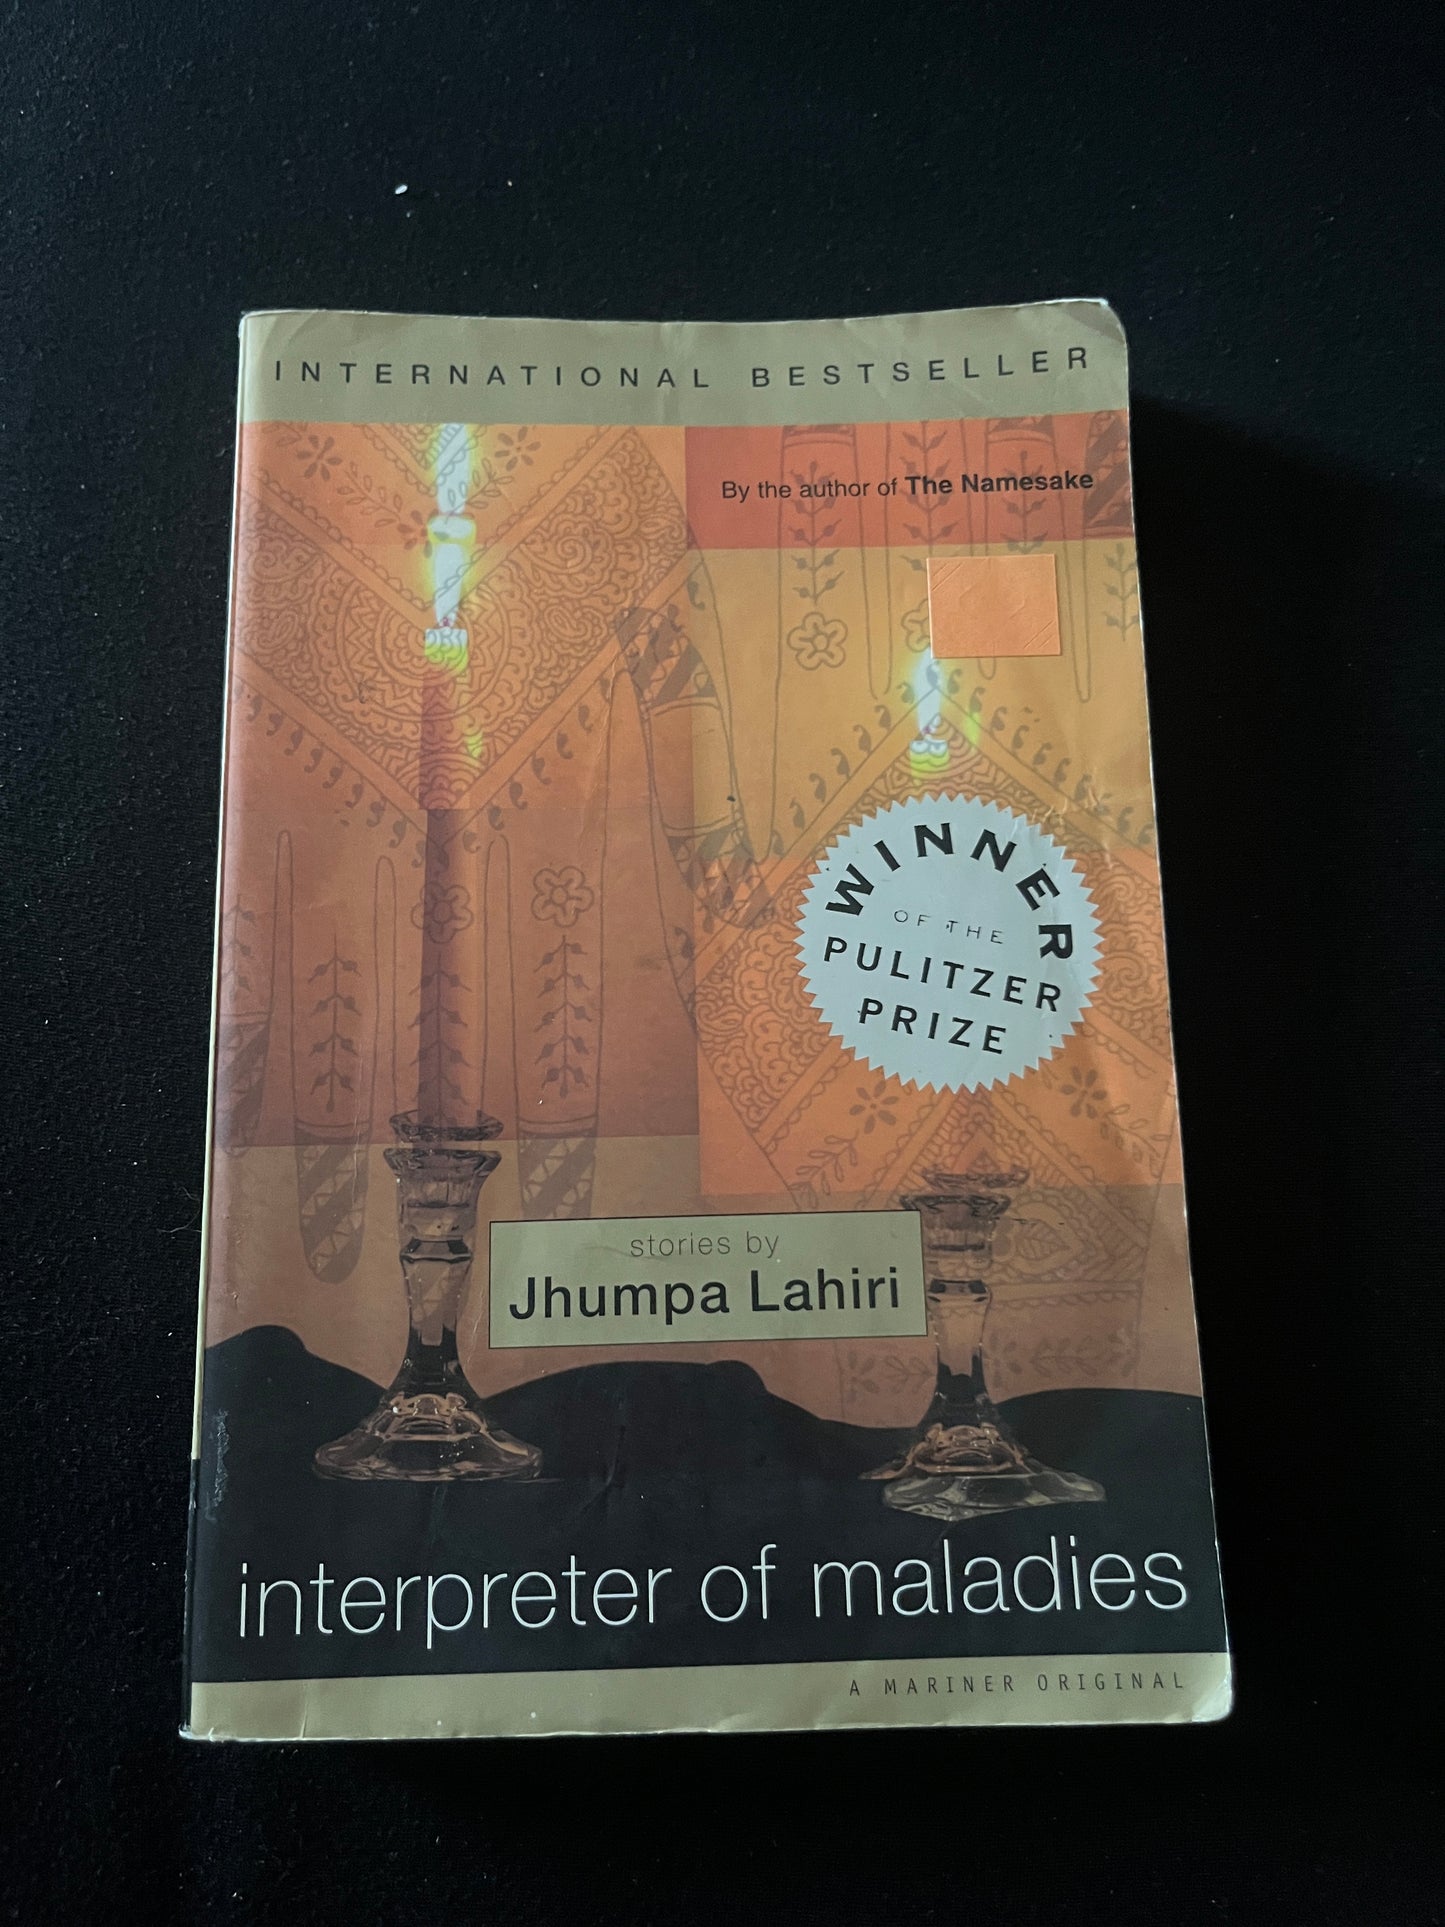 INTERNATIONAL BESTSELLER
By the author of The Namesake
WINNER
OF THE
PULITZER
PRIZE
stories by
Jhumpa Lahiri
interpreter of maladies
A MARINER ORIGINAL